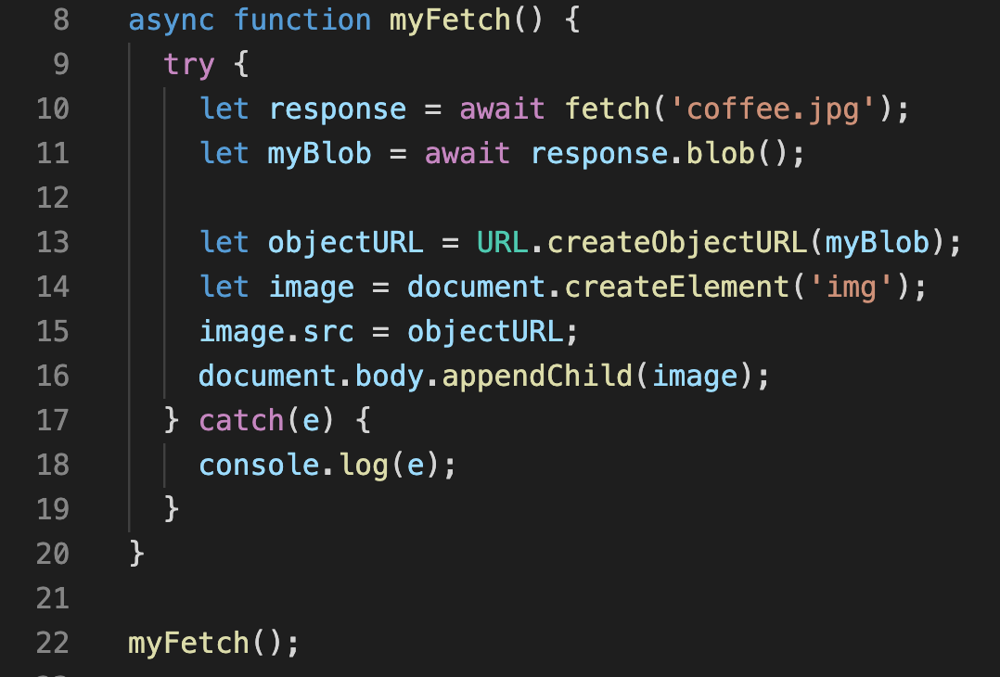 8 async function myFetch() {
9 try {
10 let response = await fetch('coffee.jpg');
11 let myBlob = await response.blob();
12
13 let objectURL = URL.createObjectURL(myBlob);
14 let image = document.createElement('img');
15 image.src = objectURL;
16 document.body.appendChild(image);
17 } catch(e) {
18 console.log(e);
19 }
20 }
21
22 myFetch();